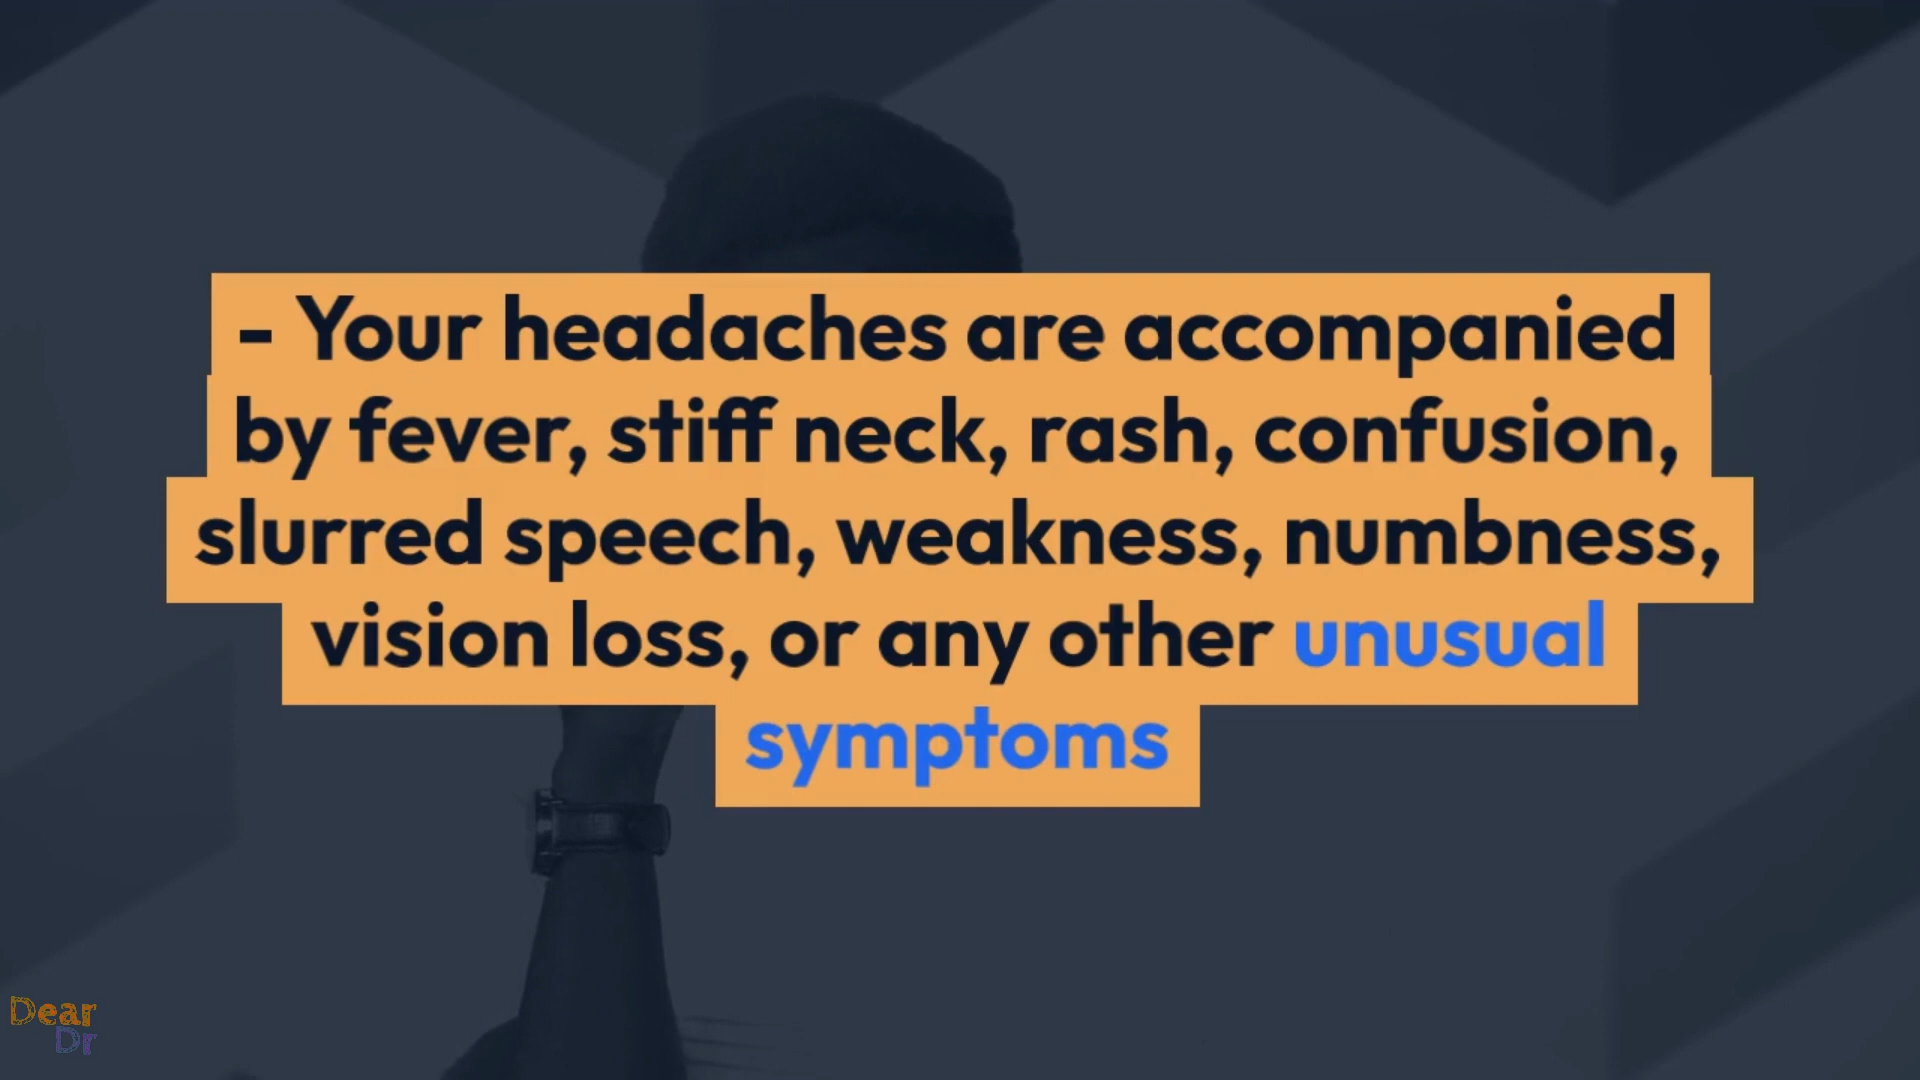 - Your headaches are accompanied
by fever, stiff neck, rash, confusion,
slurred speech, weakness, numbness,
vision loss, or any other unusual
symptoms
Dear
Dr